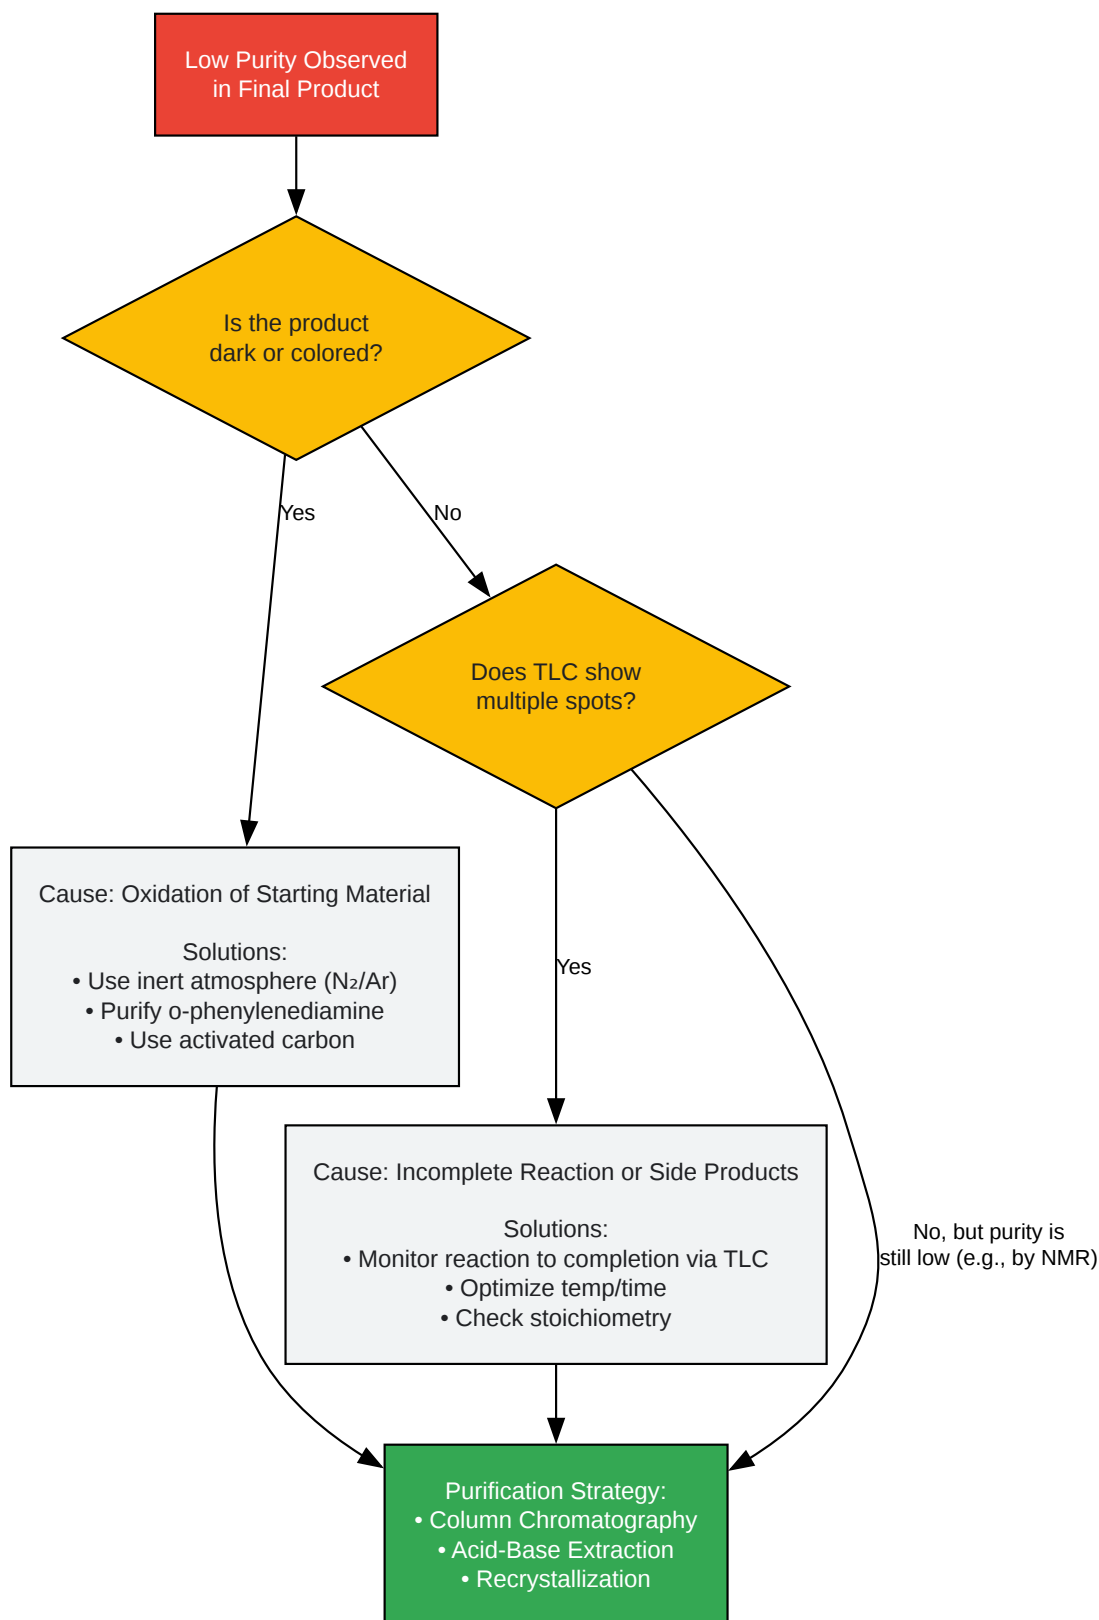 Low Purity Observed
in Final Product
Is the product
dark or colored?
Yes
No
Does TLC show
multiple spots?
Cause: Oxidation of Starting Material
Solutions:
• Use inert atmosphere (N₂/Ar)
• Purify o-phenylenediamine
• Use activated carbon
Yes
Cause: Incomplete Reaction or Side Products
Solutions:
• Monitor reaction to completion via TLC
• Optimize temp/time
• Check stoichiometry
No, but purity is
still low (e.g., by NMR)
Purification Strategy:
• Column Chromatography
• Acid-Base Extraction
• Recrystallization